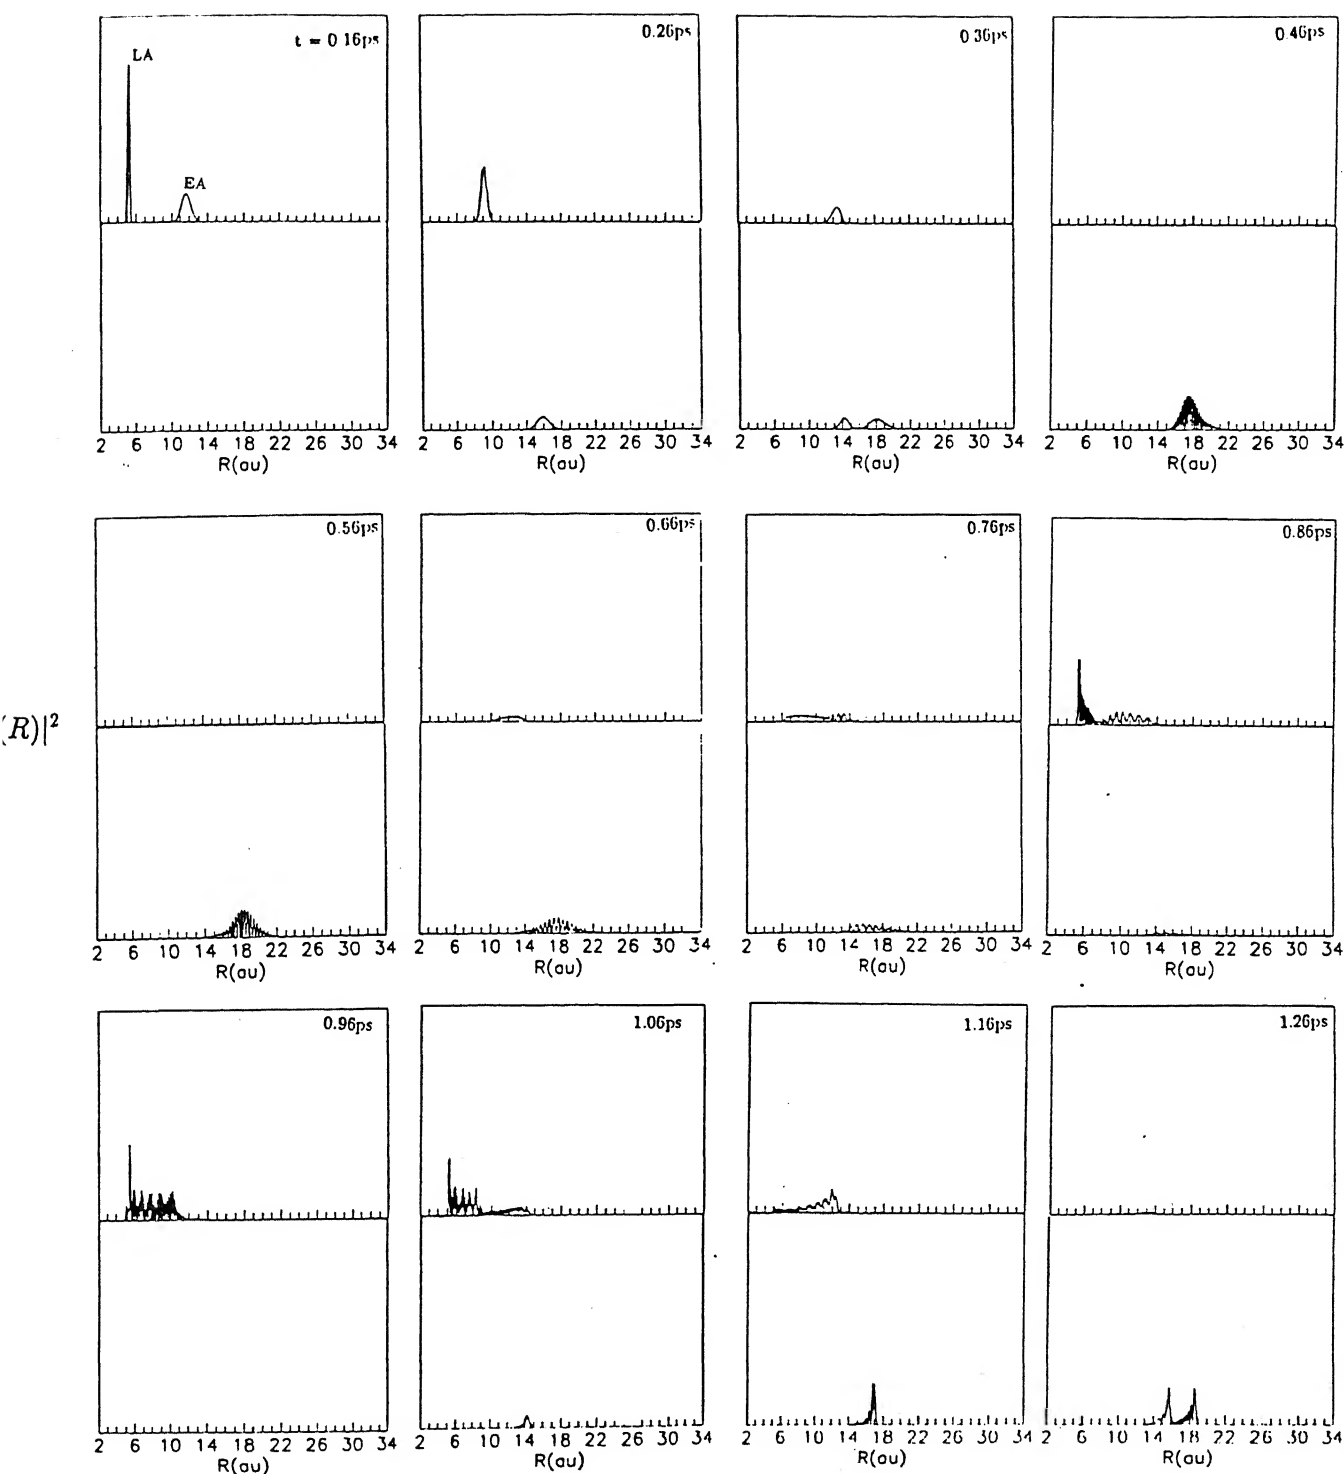 t = 0 16ps
LA
EA
0.26ps
0 36ps
0.46ps
2 6 10 14 18 22 26 30 34
R(au)
2 6 10 14 18 22 26 30 34
R(au)
2 6 10 14 18 22 26 30 34
R(au)
2 6 10 14 18 22 26 30 34
R(au)
0.56ps
0.66ps
0.76ps
0.86ps
(R)|²
2 6 10 14 18 22 26 30 34
R(au)
2 6 10 14 18 22 26 30 34
R(au)
2 6 10 14 18 22 26 30 34
R(au)
2 6 10 14 18 22 26 30 34
R(au)
0.96ps
1.06ps
1.16ps
1.26ps
2 6 10 14 18 22 26 30 34
R(au)
2 6 10 14 18 22 26 30 34
R(au)
2 6 10 14 18 22 26 30 34
R(au)
2 6 10 14 18 22 26 30 34
R(au)